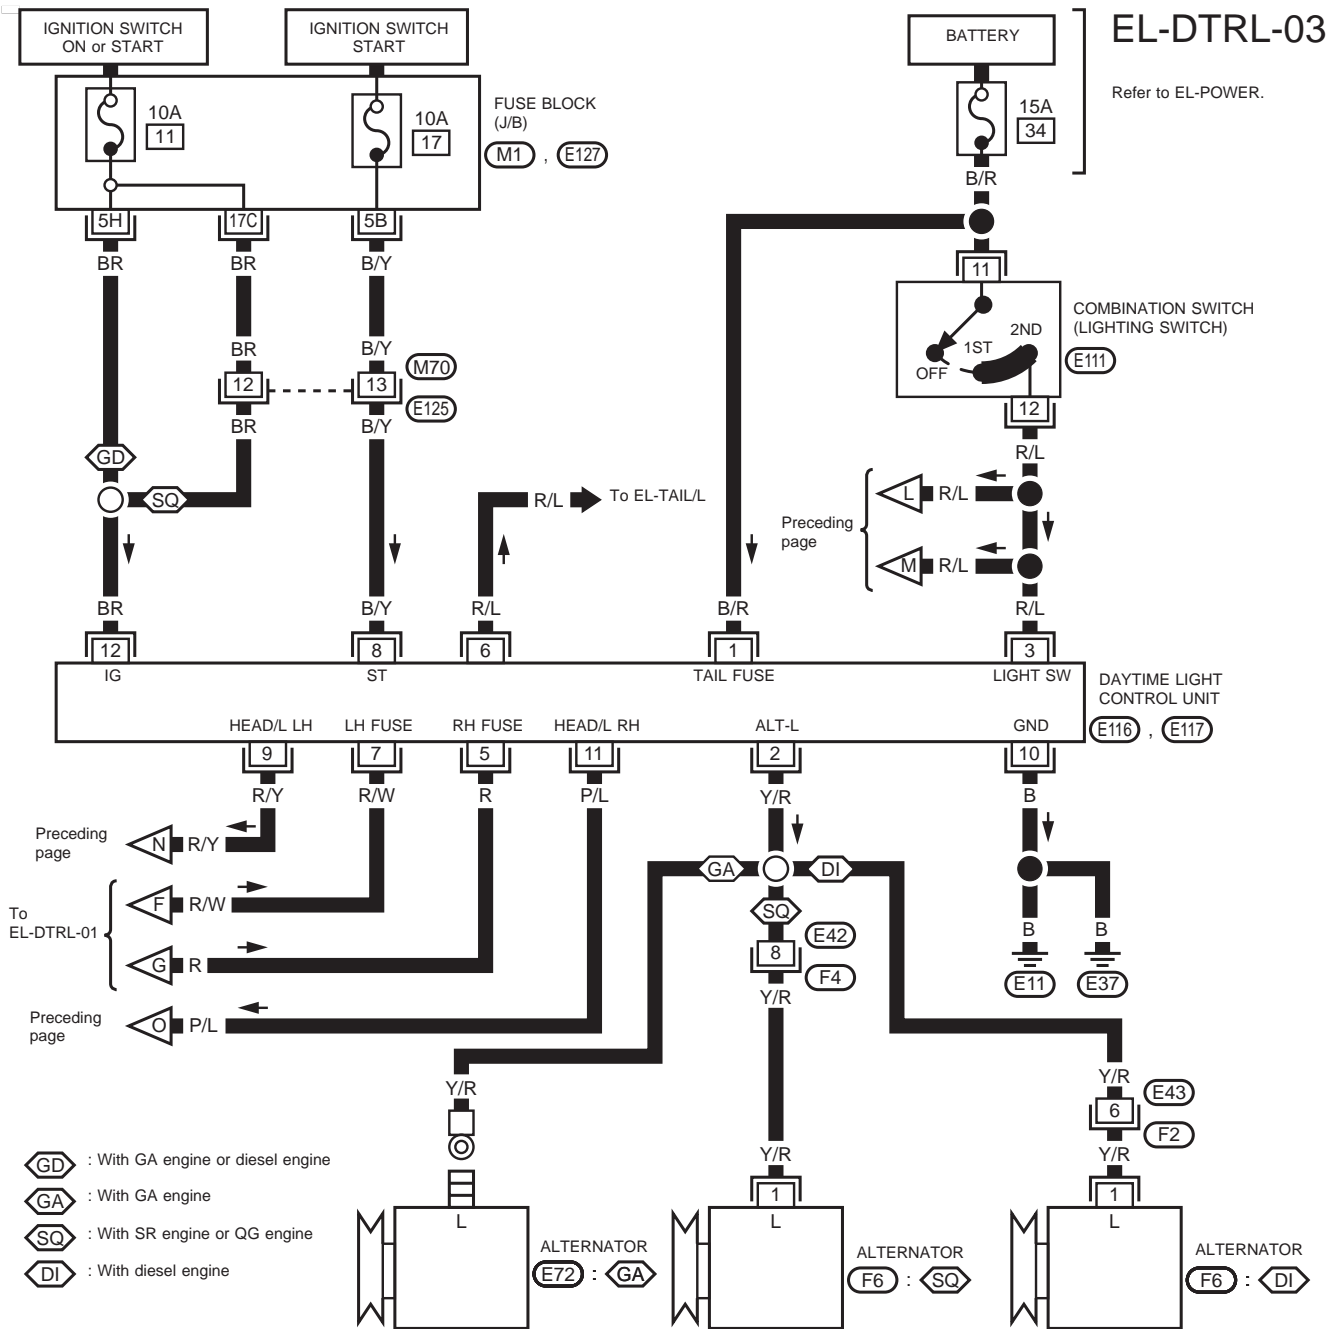 EL-DTRL-03
IGNITION SWITCH
ON or START
IGNITION SWITCH
START
BATTERY
Refer to EL-POWER.
10A
11
10A
17
FUSE BLOCK
(J/B)
M1 , E127
15A
34
B/R
5H
17C
5B
BR
BR
B/Y
11
COMBINATION SWITCH
(LIGHTING SWITCH)
E111
OFF
1ST
2ND
12
BR
B/Y
12
13
M70
E125
BR
B/Y
R/L
GD
SQ
R/L
To EL-TAIL/L
Preceding
page
L R/L
M R/L
BR
B/Y
R/L
B/R
R/L
12
8
6
1
3
IG
ST
TAIL FUSE
LIGHT SW
DAYTIME LIGHT
CONTROL UNIT
E116 , E117
HEAD/L LH
LH FUSE
RH FUSE
HEAD/L RH
ALT-L
GND
9
7
5
11
2
10
R/Y
R/W
R
P/L
Y/R
B
Preceding
page
N R/Y
To
EL-DTRL-01
F R/W
G R
Preceding
page
O P/L
GA
DI
SQ
8
E42
F4
Y/R
B
B
E11
E37
Y/R
Y/R
6
E43
F2
Y/R
Y/R
1
1
GD : With GA engine or diesel engine
GA : With GA engine
SQ : With SR engine or QG engine
DI : With diesel engine
L
ALTERNATOR
E72 : GA
L
ALTERNATOR
F6 : SQ
L
ALTERNATOR
F6 : DI